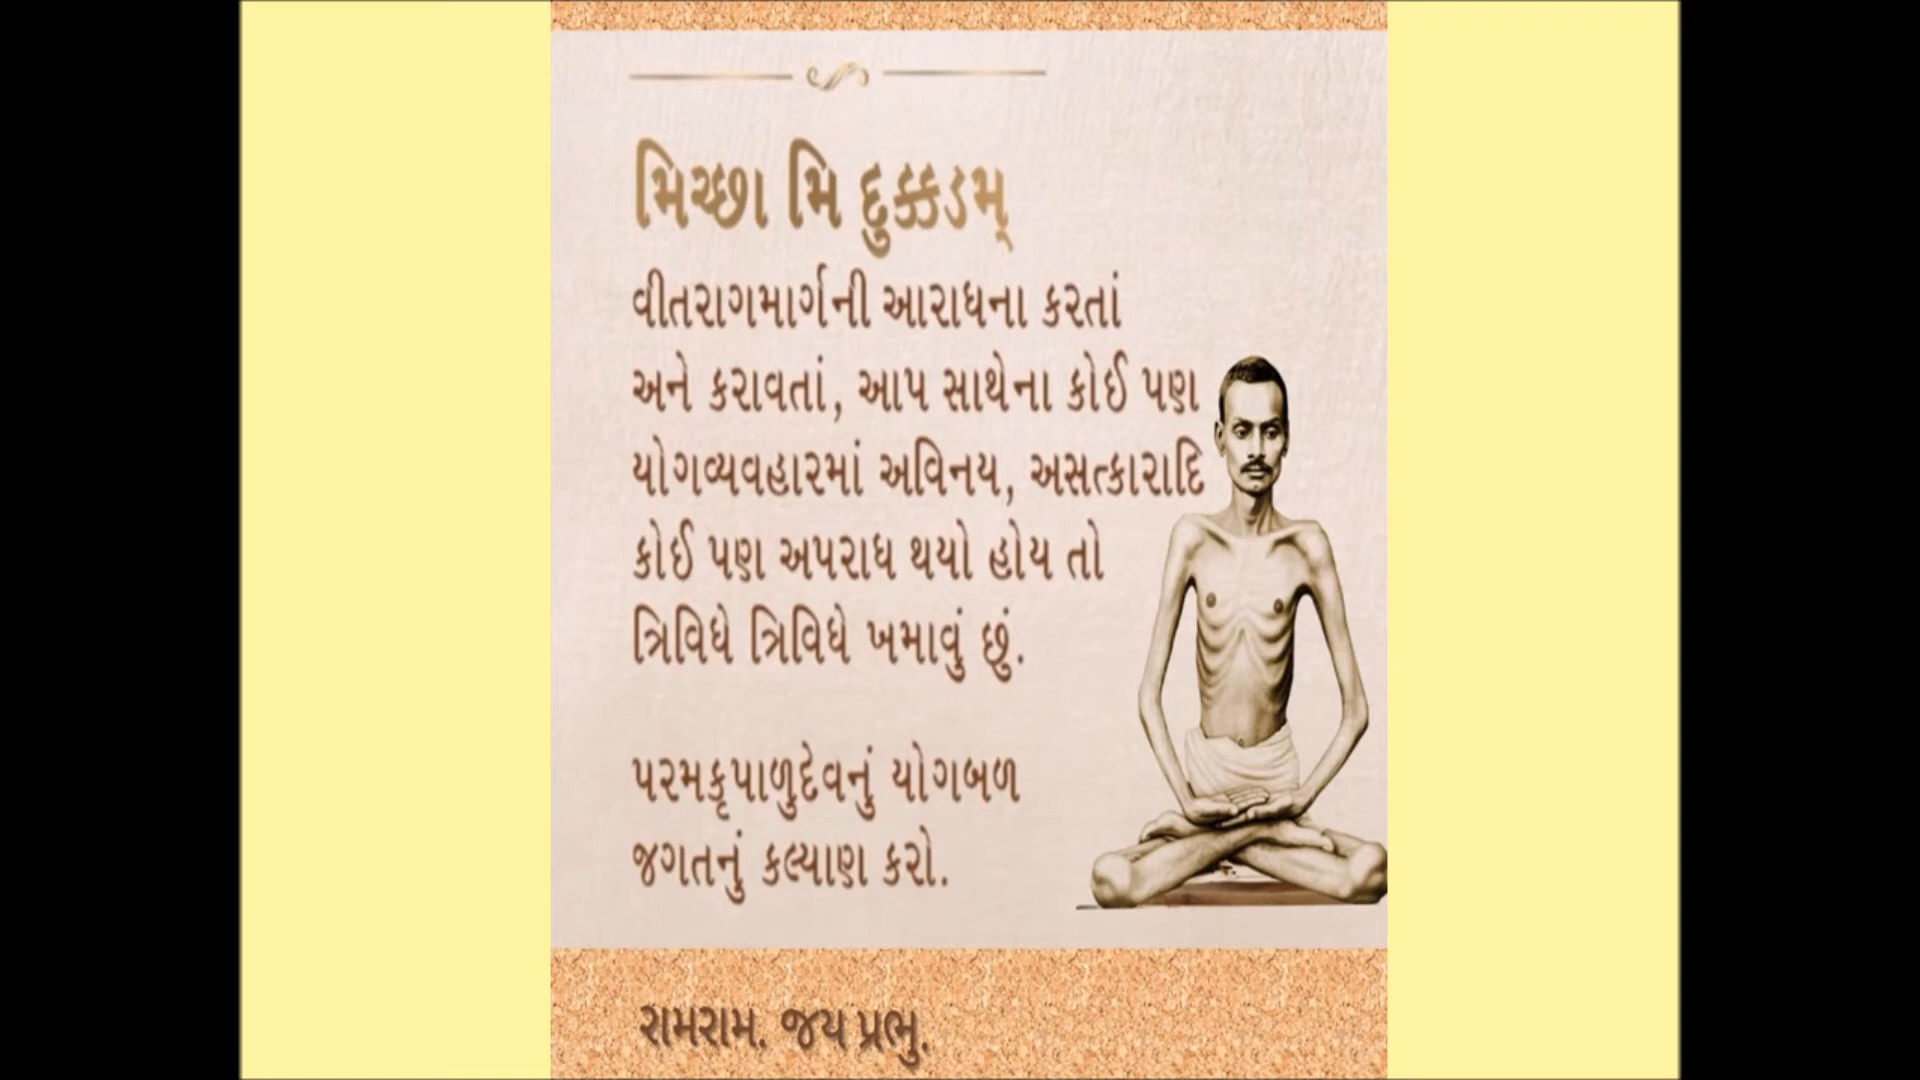 મિચ્છા મિ દુક્કડમ્
વીતરાગમાર્ગની આરાધના કરતાં
અને કરાવતાં, આપ સાથેના કોઈ પણ
યોગવ્યવહારમાં અવિનય, અસત્કારાદિ
કોઈ પણ અપરાધ થયો હોય તો
ત્રિવિધે ત્રિવિધે ખમાવું છું.
પરમકૃપાળુદેવનું યોગબળ
જગતનું કલ્યાણ કરો.
રામરામ. જય પ્રભુ.